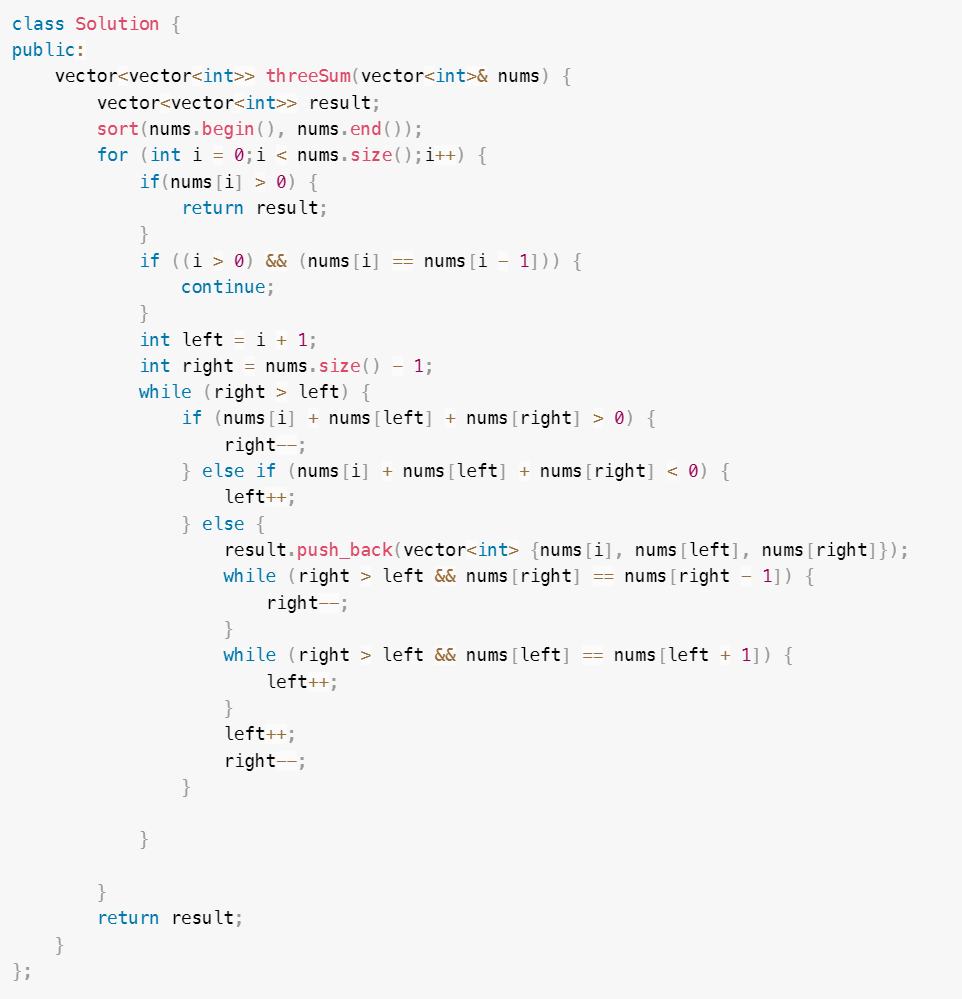 class Solution {
public:
    vector<vector<int>> threeSum(vector<int>& nums) {
        vector<vector<int>> result;
        sort(nums.begin(), nums.end());
        for (int i = 0;i < nums.size();i++) {
            if(nums[i] > 0) {
                return result;
            }
            if ((i > 0) && (nums[i] == nums[i - 1])) {
                continue;
            }
            int left = i + 1;
            int right = nums.size() - 1;
            while (right > left) {
                if (nums[i] + nums[left] + nums[right] > 0) {
                    right--;
                } else if (nums[i] + nums[left] + nums[right] < 0) {
                    left++;
                } else {
                    result.push_back(vector<int> {nums[i], nums[left], nums[right]});
                    while (right > left && nums[right] == nums[right - 1]) {
                        right--;
                    }
                    while (right > left && nums[left] == nums[left + 1]) {
                        left++;
                    }
                    left++;
                    right--;
                }

            }

        }
        return result;
    }
};